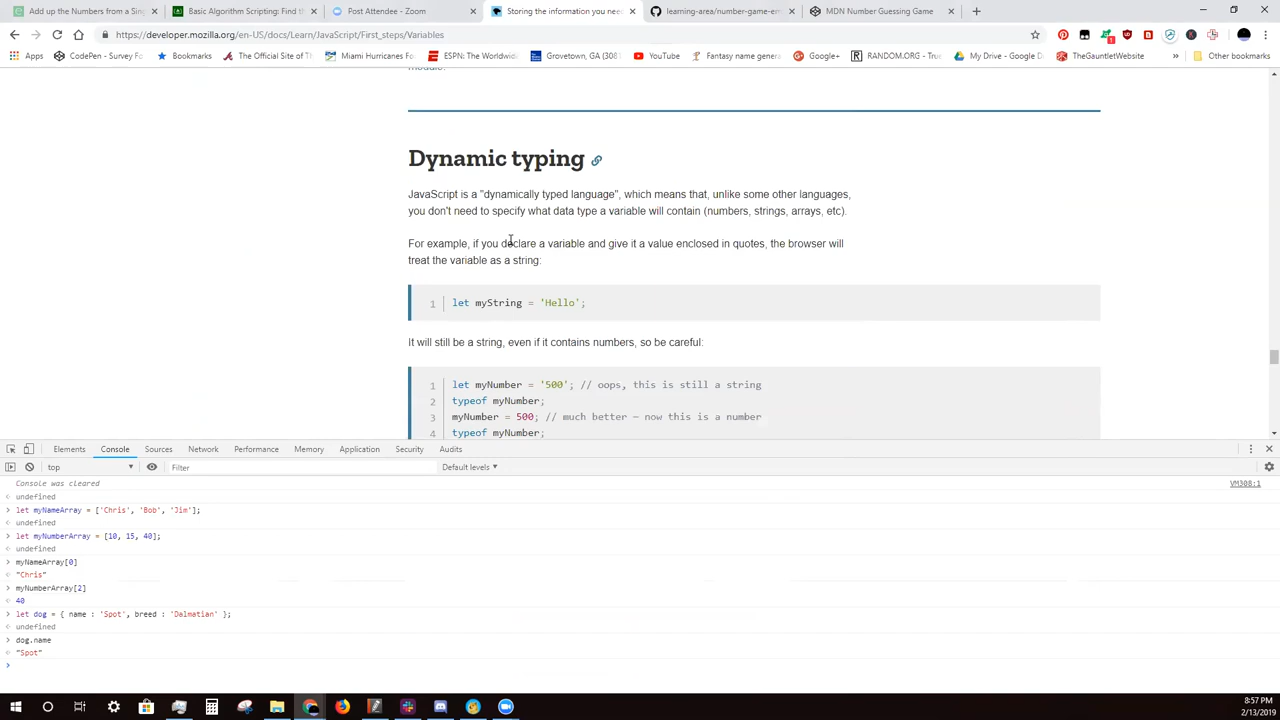 Add up the Numbers from a Sin
Basic Algorithm Scripting: Find th
Post Attendee - Zoom
Storing the information you nee
learning-area/number-game-err
MDN Number Guessing Game
https://developer.mozilla.org/en-US/docs/Learn/JavaScript/First_steps/Variables
Apps
CodePen - Survey Fo
Bookmarks
The Official Site of T
Miami Hurricanes For
ESPN: The Worldwide
Grovetown, GA (3081
YouTube
Fantasy name genera
Google+
RANDOM.ORG - True
My Drive - Google D
TheGauntletWebsite
»
Other bookmarks
module.
Dynamic typing
JavaScript is a "dynamically typed language", which means that, unlike some other languages,
you don't need to specify what data type a variable will contain (numbers, strings, arrays, etc).
For example, if you declare a variable and give it a value enclosed in quotes, the browser will
treat the variable as a string:
1 let myString = 'Hello';
It will still be a string, even if it contains numbers, so be careful:
1 let myNumber = '500'; // oops, this is still a string
2 typeof myNumber;
3 myNumber = 500; // much better — now this is a number
4 typeof myNumber;
Elements Console Sources Network Performance Memory Application Security Audits
top Filter Default levels
Console was cleared VM308:1
undefined
let myNameArray = ['Chris', 'Bob', 'Jim'];
undefined
let myNumberArray = [10, 15, 40];
undefined
myNameArray[0]
"Chris"
myNumberArray[2]
40
let dog = { name : 'Spot', breed : 'Dalmatian' };
undefined
dog.name
"Spot"
8:57 PM
2/13/2019